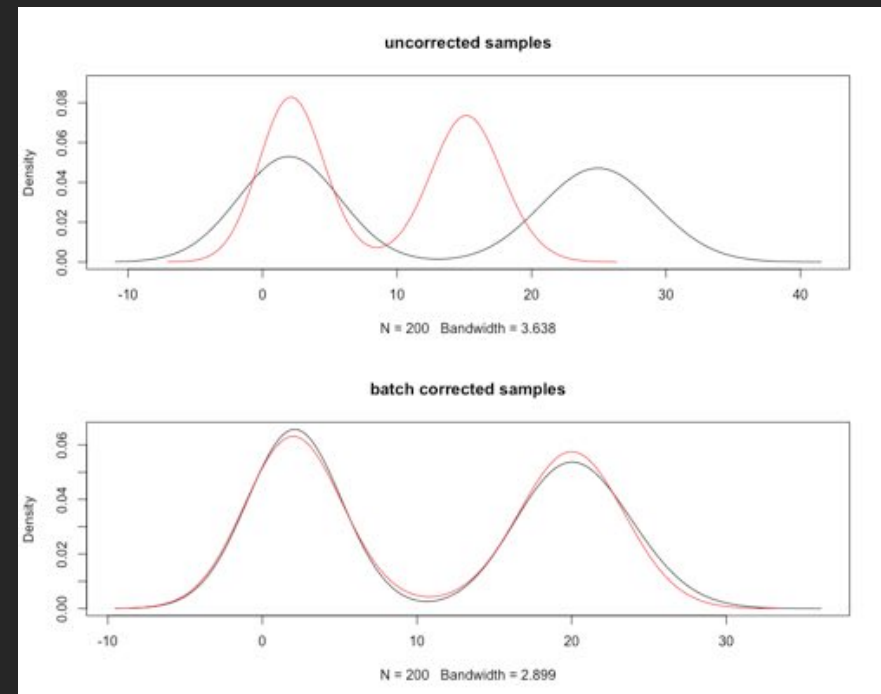 uncorrected samples
0.08
0.06
0.04
0.02
0.00
Density
-10 0 10 20 30 40
N = 200 Bandwidth = 3.638
batch corrected samples
0.06
0.04
0.02
0.00
Density
-10 0 10 20 30
N = 200 Bandwidth = 2.899